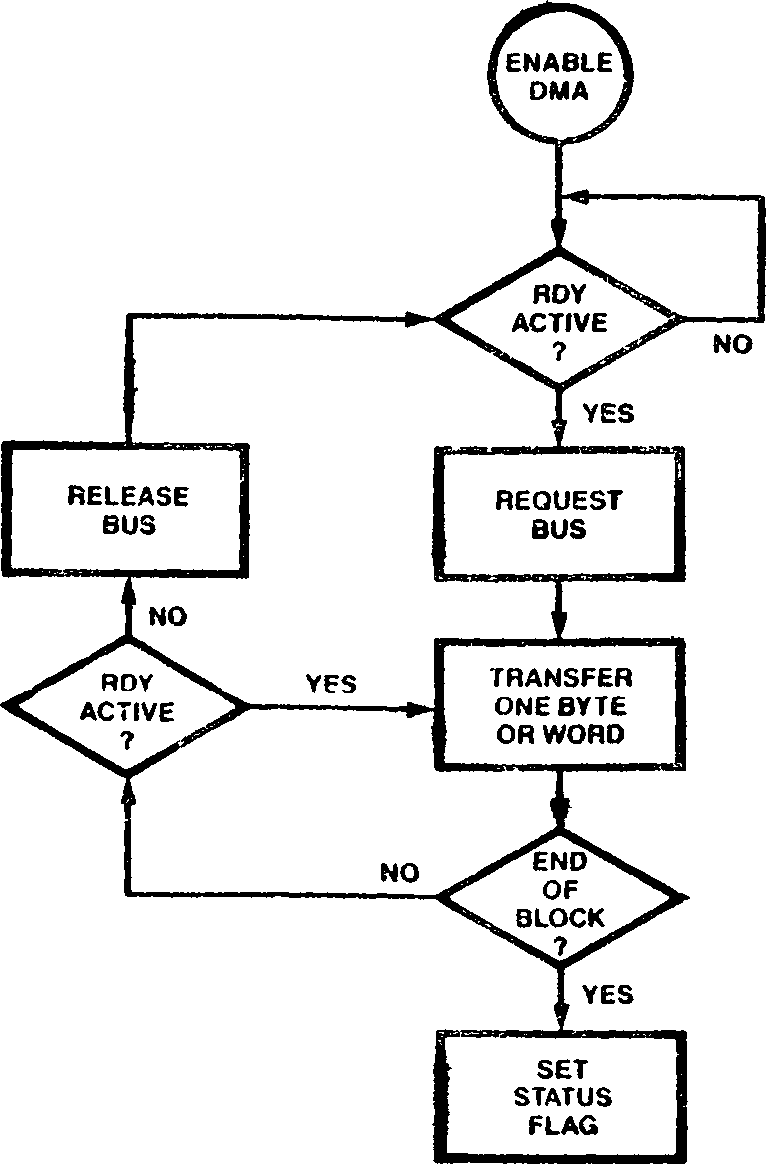 ENABLE
DMA
RDY
ACTIVE
?
NO
YES
RELEASE
BUS
REQUEST
BUS
NO
RDY
ACTIVE
?
YES
TRANSFER
ONE BYTE
OR WORD
NO
END
OF
BLOCK
?
YES
SET
STATUS
FLAG